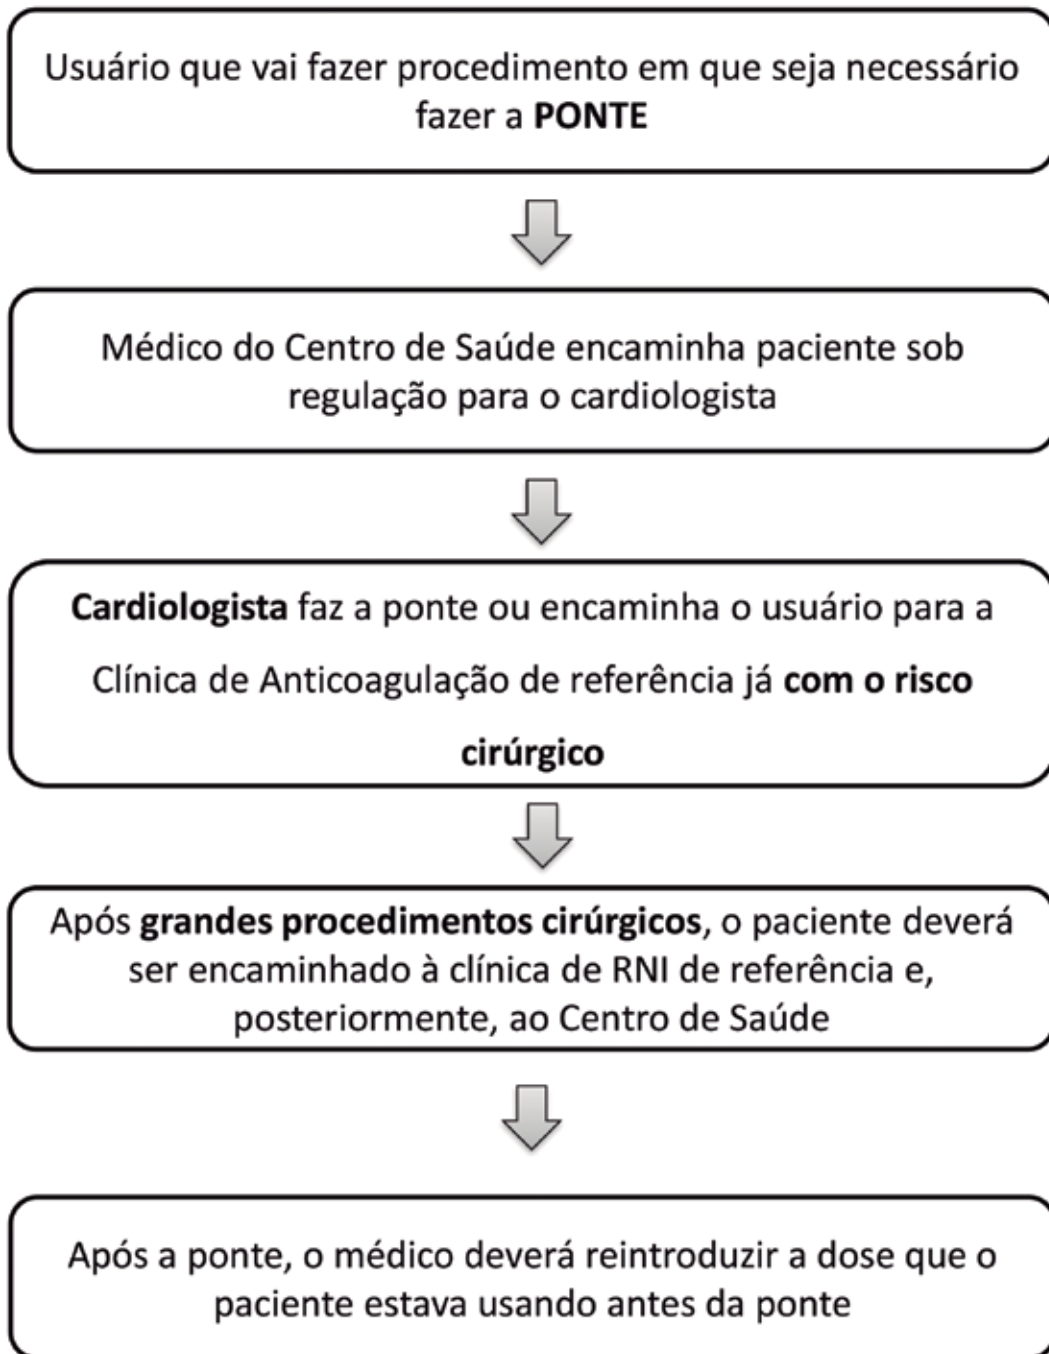 Usuário que vai fazer procedimento em que seja necessário
fazer a PONTE
Médico do Centro de Saúde encaminha paciente sob
regulação para o cardiologista
Cardiologista faz a ponte ou encaminha o usuário para a
Clínica de Anticoagulação de referência já com o risco
cirúrgico
Após grandes procedimentos cirúrgicos, o paciente deverá
ser encaminhado à clínica de RNI de referência e,
posteriormente, ao Centro de Saúde
Após a ponte, o médico deverá reintroduzir a dose que o
paciente estava usando antes da ponte